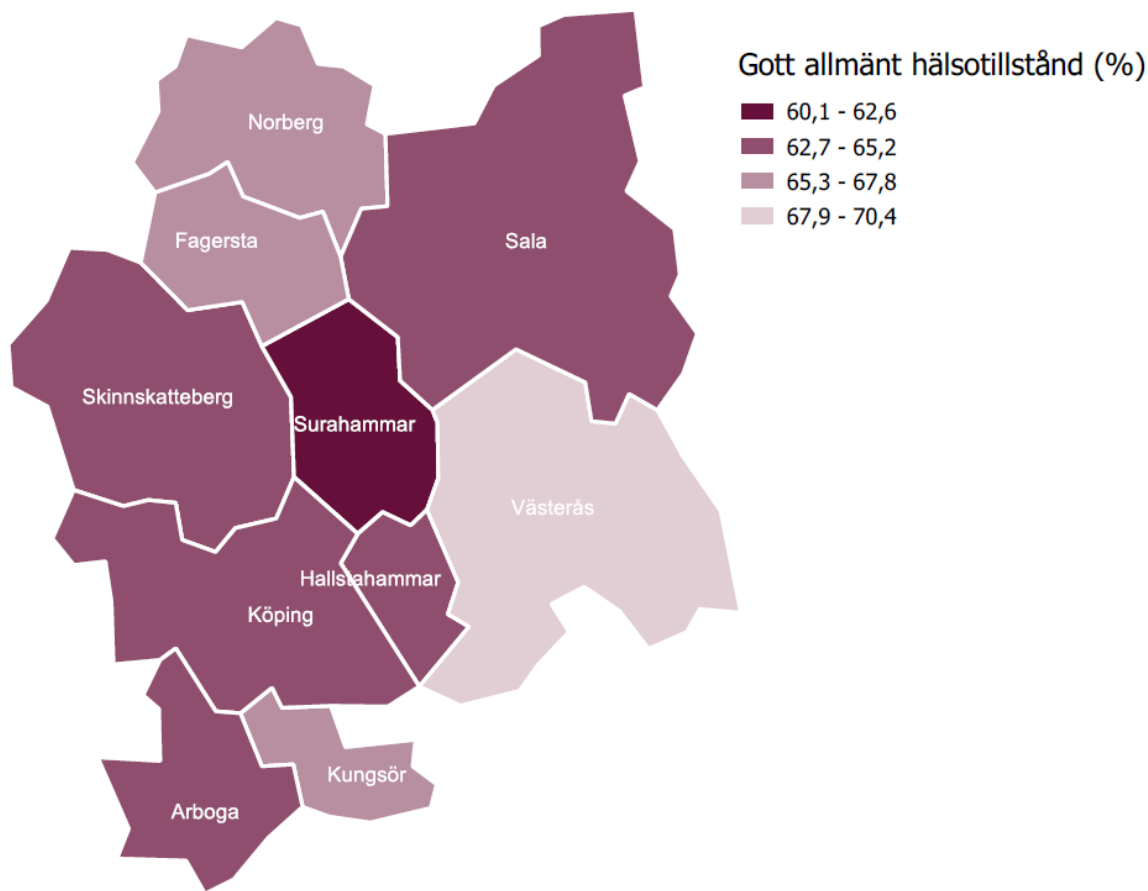 Gott allmänt hälsotillstånd (%)
60,1 - 62,6
62,7 - 65,2
65,3 - 67,8
67,9 - 70,4
Norberg
Fagersta
Sala
Skinnskatteberg
Surahammar
Västerås
Hallstahammar
Köping
Kungsör
Arboga